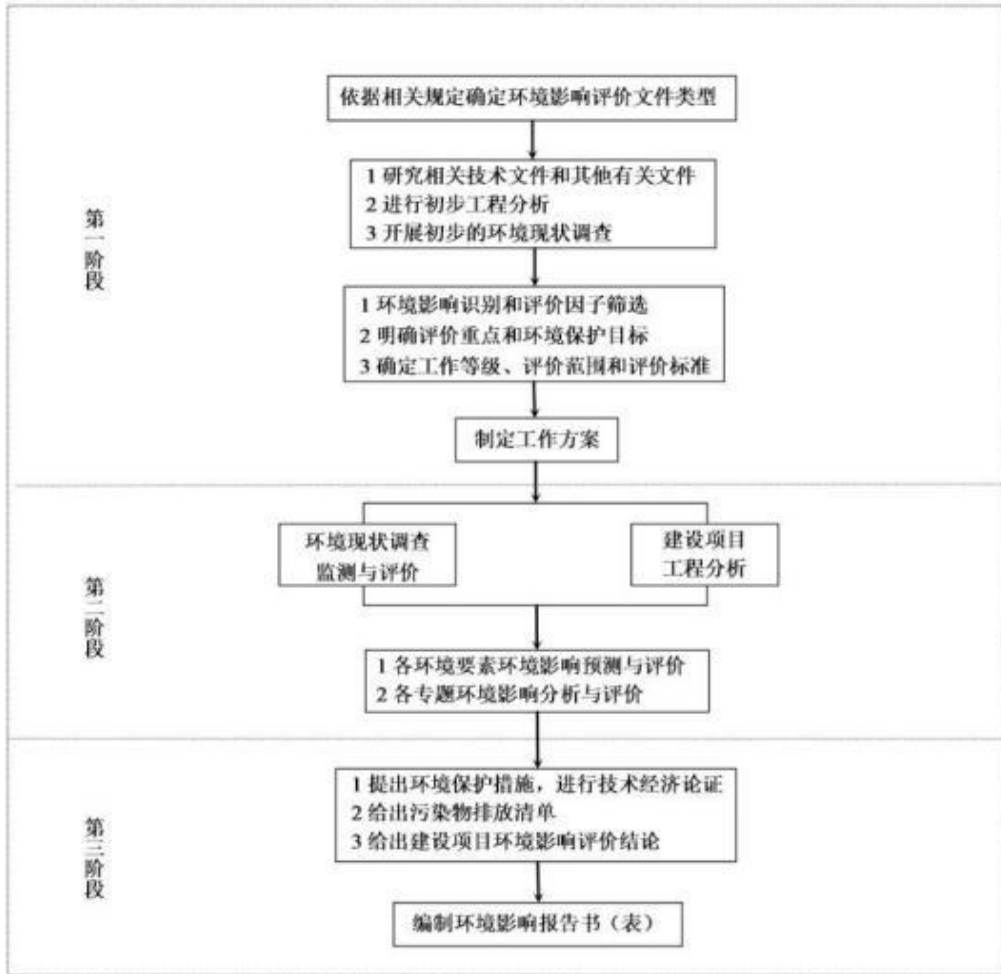 依据相关规定确定环境影响评价文件类型
1 研究相关技术文件和其他有关文件
2 进行初步工程分析
3 开展初步的环境现状调查
第一阶段
1 环境影响识别和评价因子筛选
2 明确评价重点和环境保护目标
3 确定工作等级、评价范围和评价标准
制定工作方案
环境现状调查
监测与评价
建设项目
工程分析
第二阶段
1 各环境要素环境影响预测与评价
2 各专题环境影响分析与评价
1 提出环境保护措施，进行技术经济论证
2 给出污染物排放清单
3 给出建设项目环境影响评价结论
第三阶段
编制环境影响报告书（表）